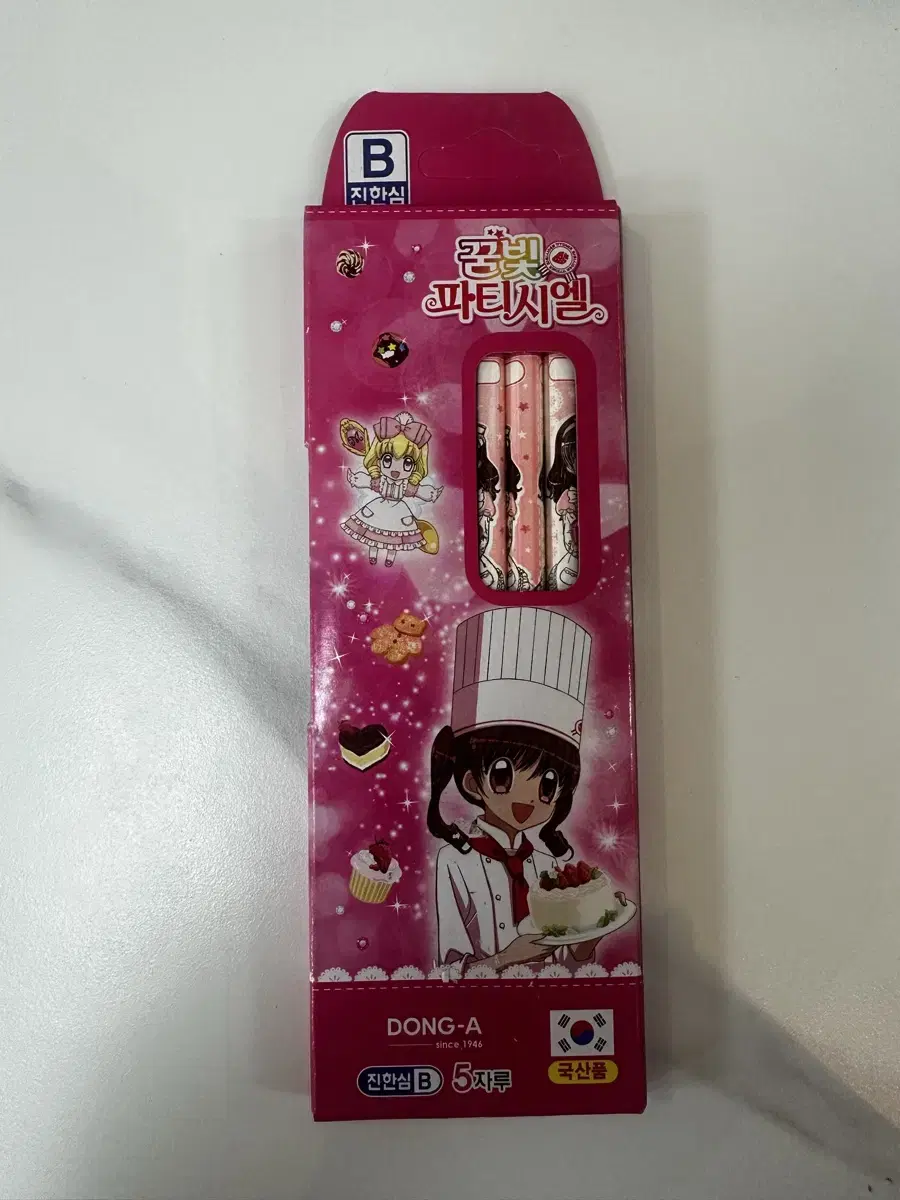 B
진한심
꿈빛
파티시엘
DONG-A
since 1946
진한심 B 5자루
국산품